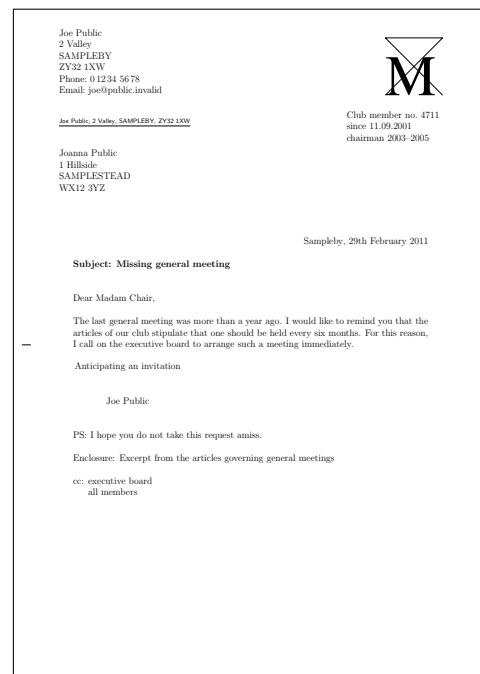 Joe Public
2 Valley
SAMPLEBY
ZY32 1XW
Phone: 0 12 34 56 78
Email: joe@public.invalid
M
Joe Public, 2 Valley, SAMPLEBY, ZY32 1XW
Club member no. 4711
since 11.09.2001
chairman 2003–2005
Joanna Public
1 Hillside
SAMPLESTEAD
WX12 3YZ
Sampleby, 29th February 2011
Subject: Missing general meeting
Dear Madam Chair,
The last general meeting was more than a year ago. I would like to remind you that the
articles of our club stipulate that one should be held every six months. For this reason,
I call on the executive board to arrange such a meeting immediately.
Anticipating an invitation
Joe Public
PS: I hope you do not take this request amiss.
Enclosure: Excerpt from the articles governing general meetings
cc: executive board
all members